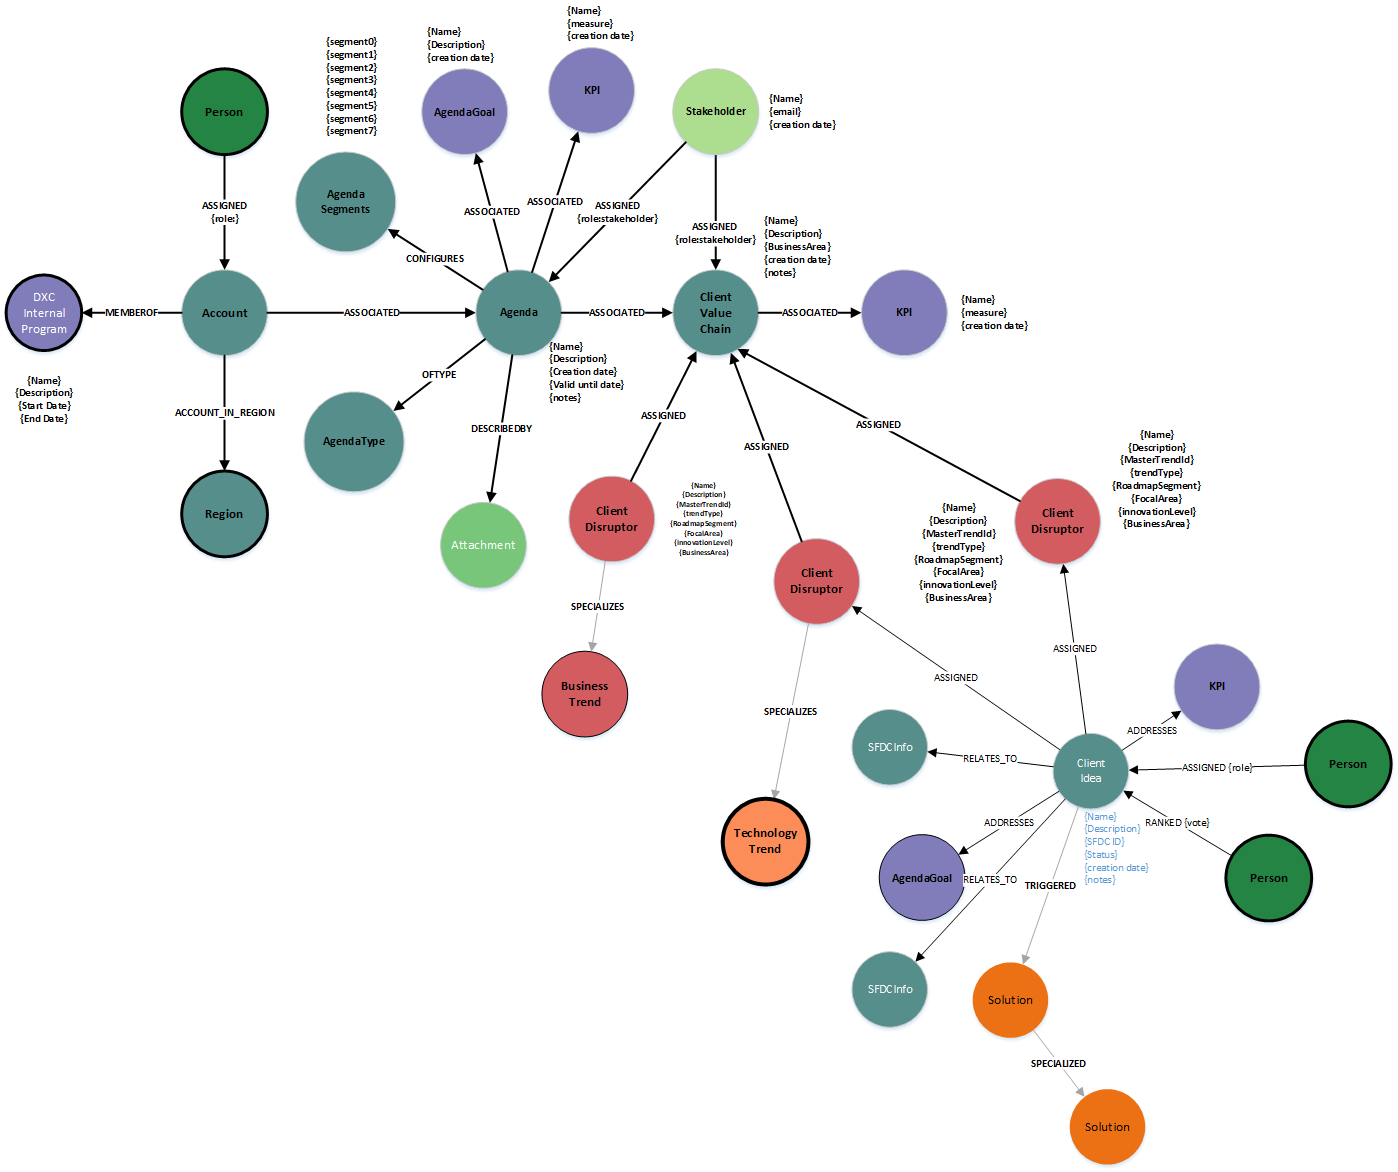 {Name}
{measure}
{creation date}
{Name}
{Description}
{creation date}
{segment0}
{segment1}
{segment2}
{segment3}
{segment4}
{segment5}
{segment6}
{segment7}
Person
AgendaGoal
KPI
Stakeholder
{Name}
{email}
{creation date}
Agenda
Segments
ASSIGNED
{role:}
ASSOCIATED
ASSOCIATED
ASSIGNED
{role:stakeholder}
ASSIGNED
{role:stakeholder}
{Name}
{Description}
{BusinessArea}
{creation date}
{notes}
CONFIGURES
DXC
Internal
Program
MEMBEROF
Account
ASSOCIATED
Agenda
ASSOCIATED
Client
Value
Chain
ASSOCIATED
KPI
{Name}
{measure}
{creation date}
{Name}
{Description}
{Creation date}
{Valid until date}
{notes}
{Name}
{Description}
{Start Date}
{End Date}
OFTYPE
ACCOUNT_IN_REGION
DESCRIBEDBY
ASSIGNED
ASSIGNED
ASSIGNED
AgendaType
Region
Attachment
Client
Disruptor
{Name}
{Description}
{MasterTrendId}
{trendType}
{RoadmapSegment}
{FocalArea}
{innovationLevel}
{BusinessArea}
Client
Disruptor
{Name}
{Description}
{MasterTrendId}
{trendType}
{RoadmapSegment}
{FocalArea}
{innovationLevel}
{BusinessArea}
Client
Disruptor
{Name}
{Description}
{MasterTrendId}
{trendType}
{RoadmapSegment}
{FocalArea}
{innovationLevel}
{BusinessArea}
SPECIALIZES
Business
Trend
SPECIALIZES
Technology
Trend
ASSIGNED
ASSIGNED
KPI
ADDRESSES
SFDCInfo
RELATES_TO
Client
Idea
ASSIGNED {role}
Person
{Name}
{Description}
{SFDC ID}
{Status}
{creation date}
{notes}
ADDRESSES
RANKED {vote}
AgendaGoal
RELATES_TO
TRIGGERED
Person
SFDCInfo
Solution
SPECIALIZED
Solution